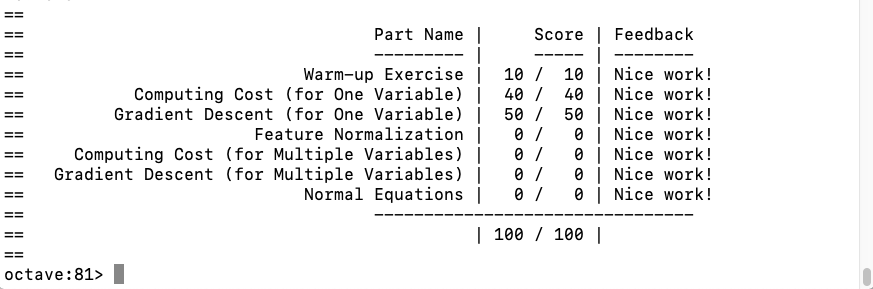 ==
==                                   Part Name |     Score | Feedback
==                                   --------- |     ----- | --------
==                            Warm-up Exercise |  10 /  10 | Nice work!
==           Computing Cost (for One Variable) |  40 /  40 | Nice work!
==         Gradient Descent (for One Variable) |  50 /  50 | Nice work!
==                       Feature Normalization |   0 /   0 | Nice work!
==     Computing Cost (for Multiple Variables) |   0 /   0 | Nice work!
==   Gradient Descent (for Multiple Variables) |   0 /   0 | Nice work!
==                            Normal Equations |   0 /   0 | Nice work!
==                                   --------------------------------
==                                             | 100 / 100 |
==
octave:81>